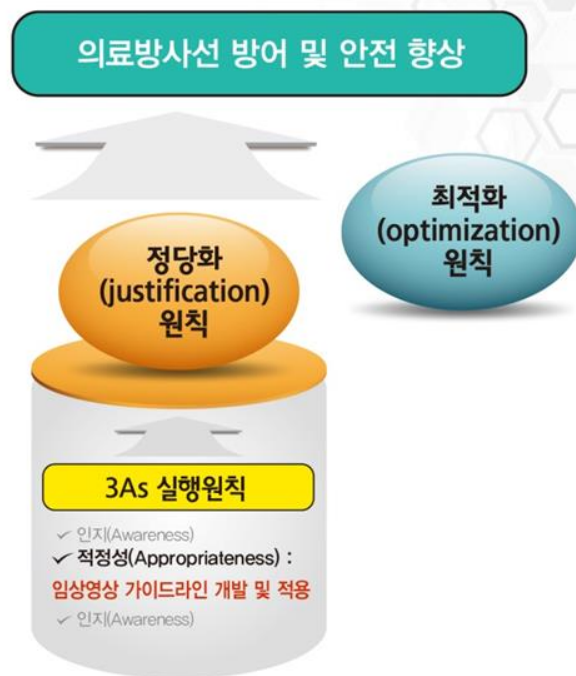 의료방사선 방어 및 안전 향상
정당화
(justification)
원칙
최적화
(optimization)
원칙
3As 실행원칙
✓ 인지(Awareness)
✓ 적정성(Appropriateness) :
임상영상 가이드라인 개발 및 적용
✓ 인지(Awareness)